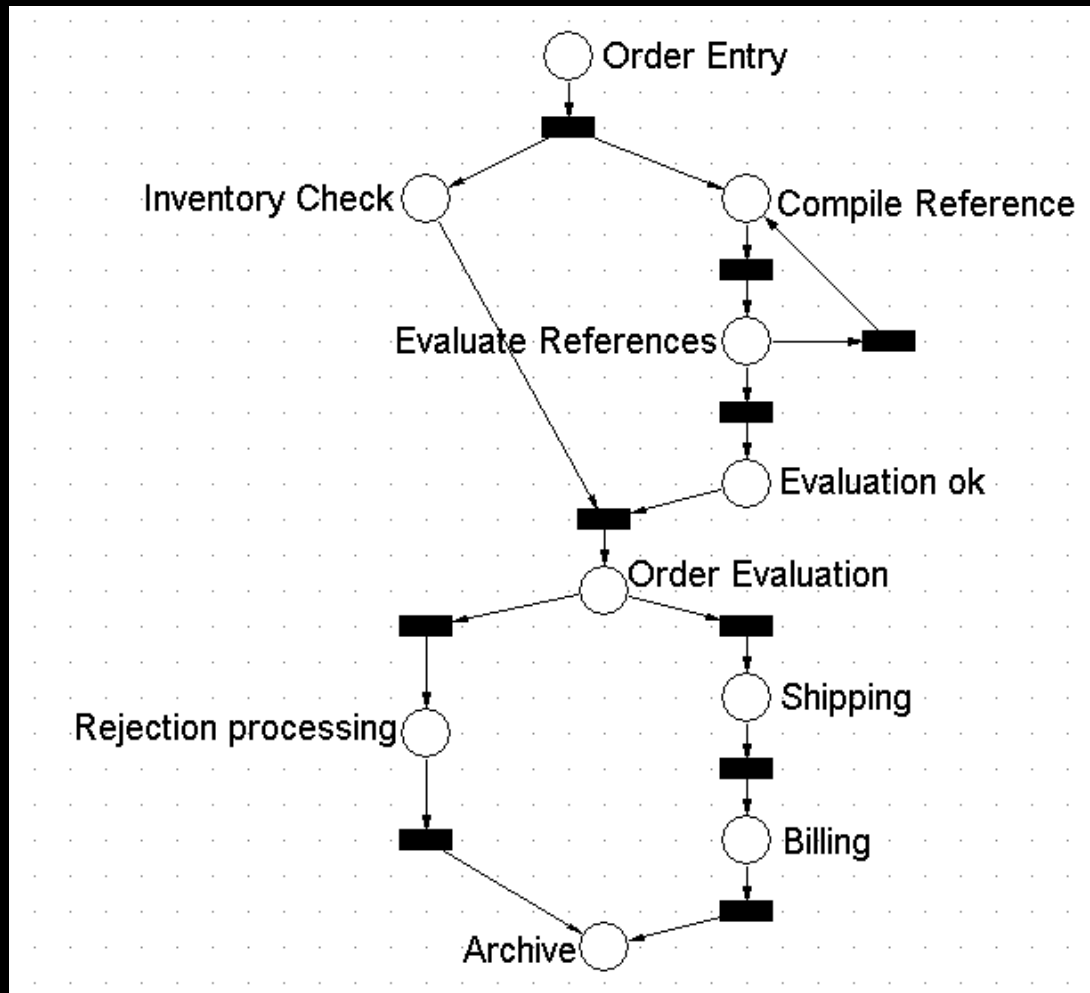 Order Entry
Inventory Check
Compile Reference
Evaluate References
Evaluation ok
Order Evaluation
Shipping
Rejection processing
Billing
Archive